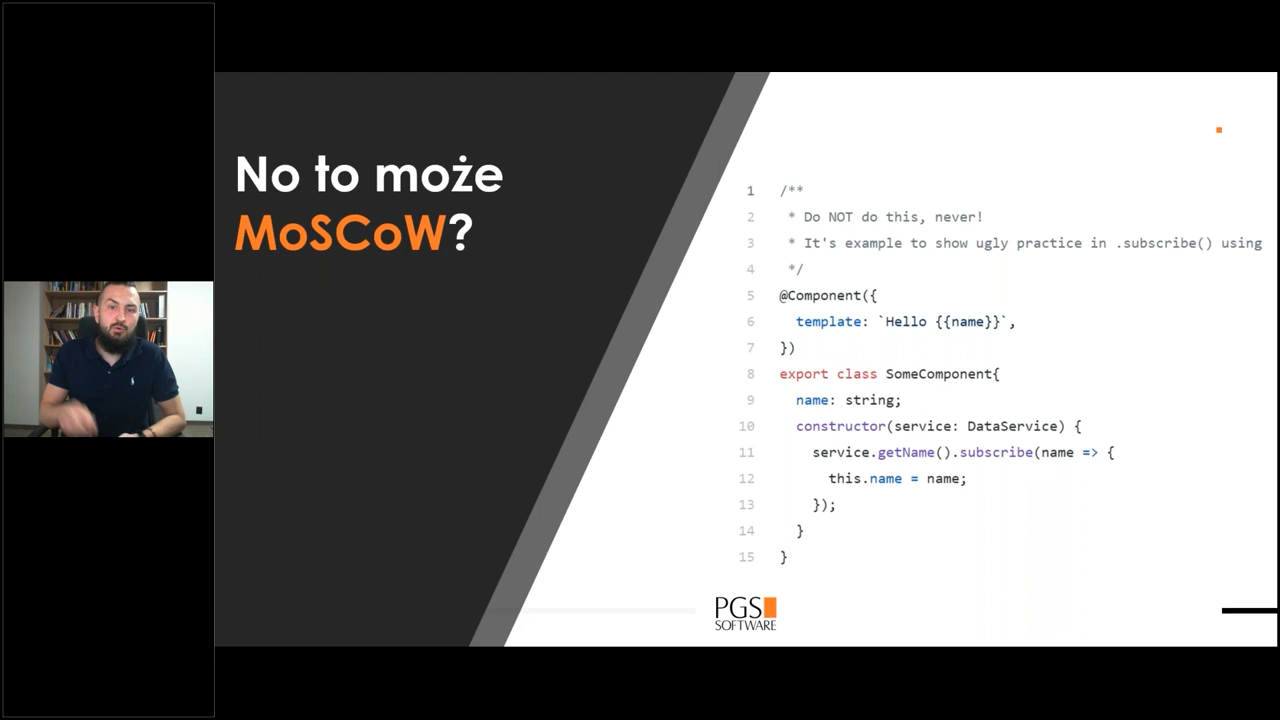 No to może
MoSCoW?
1 /**
2 * Do NOT do this, never!
3 * It's example to show ugly practice in .subscribe() using
4 */
5 @Component({
6 template: `Hello {{name}}`,
7 })
8 export class SomeComponent{
9 name: string;
10 constructor(service: DataService) {
11 service.getName().subscribe(name => {
12 this.name = name;
13 });
14 }
15 }
PGS
SOFTWARE